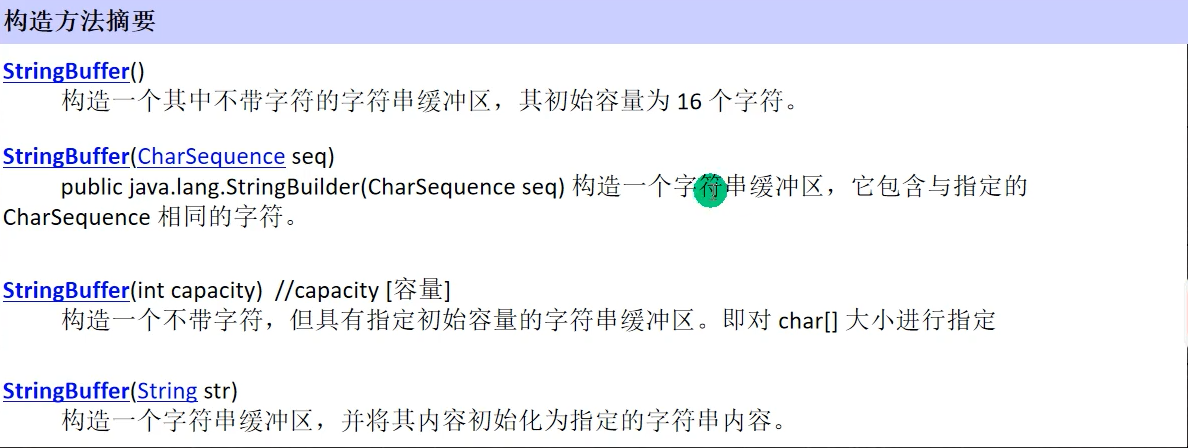 构造方法摘要
StringBuffer()
构造一个其中不带字符的字符串缓冲区，其初始容量为 16 个字符。
StringBuffer(CharSequence seq)
public java.lang.StringBuilder(CharSequence seq) 构造一个字符串缓冲区，它包含与指定的
CharSequence 相同的字符。
StringBuffer(int capacity) //capacity [容量]
构造一个不带字符，但具有指定初始容量的字符串缓冲区。即对 char[] 大小进行指定
StringBuffer(String str)
构造一个字符串缓冲区，并将其内容初始化为指定的字符串内容。